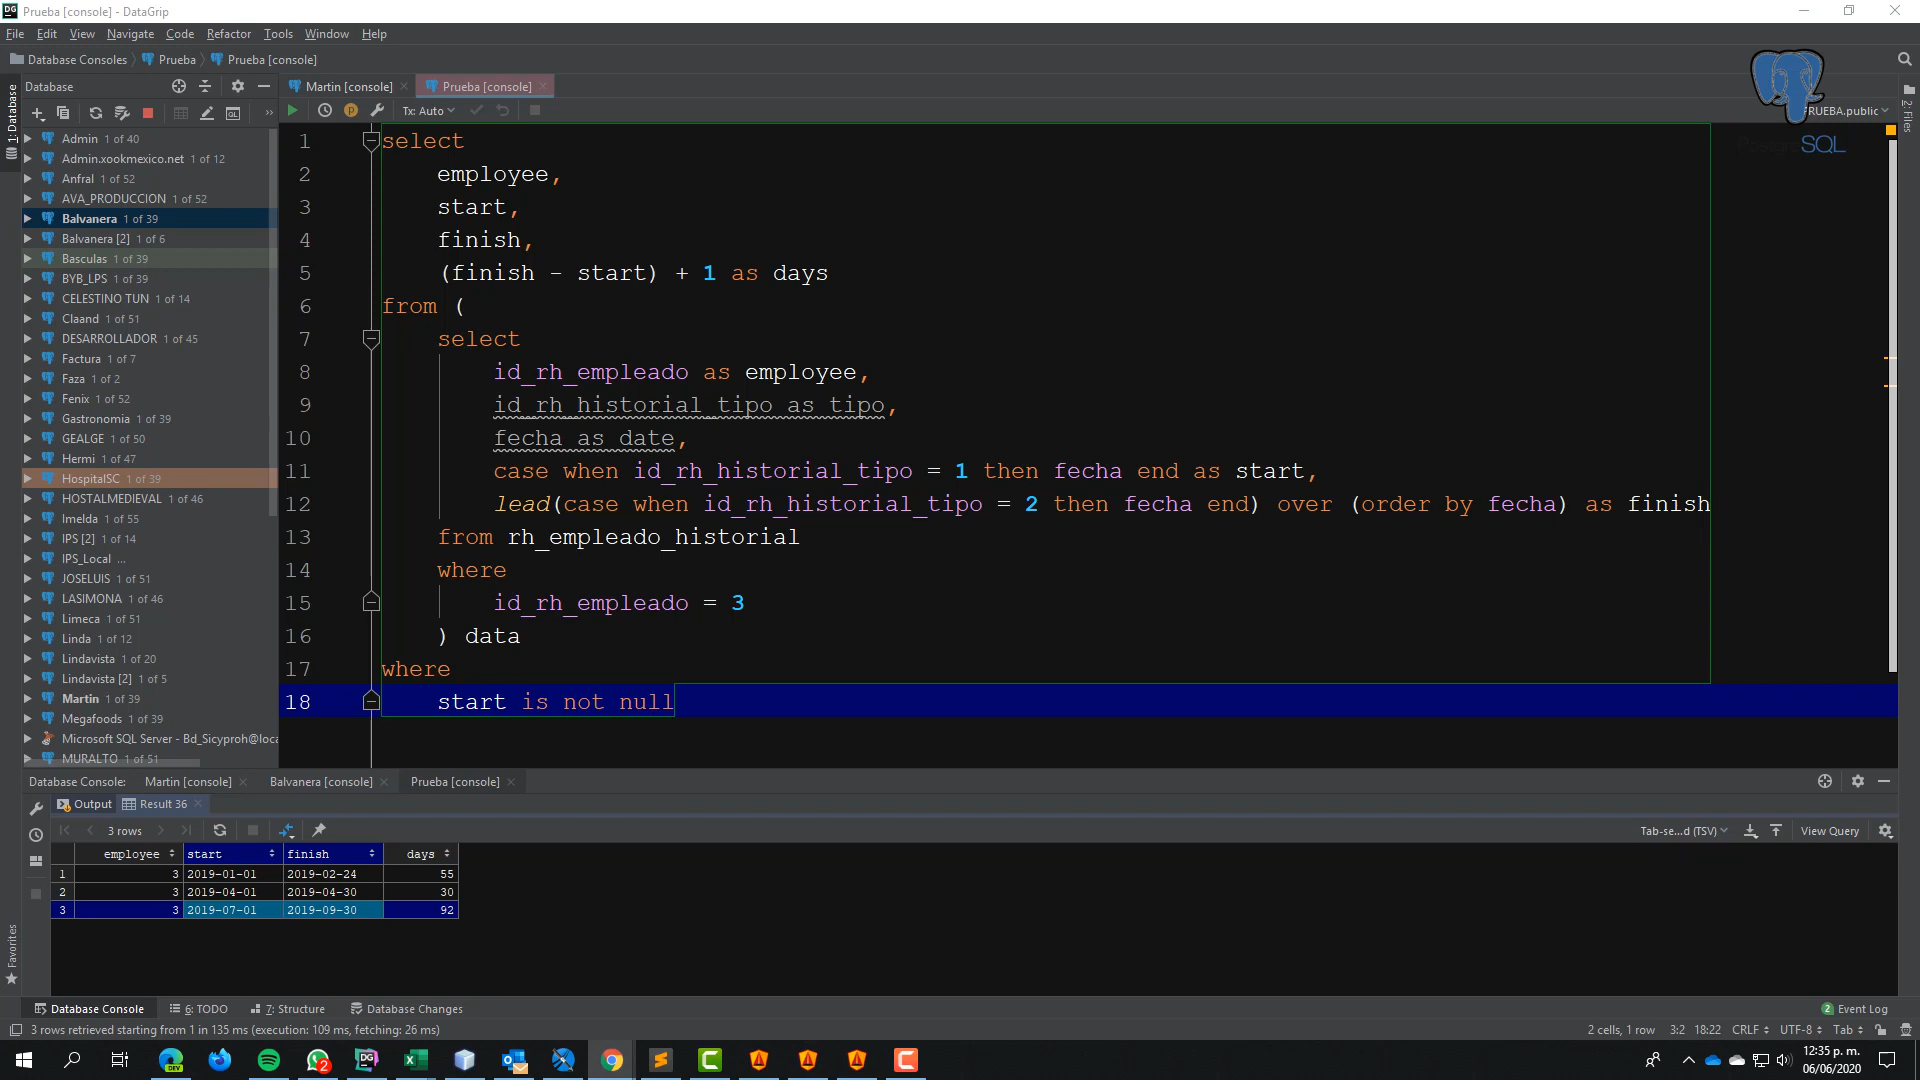 Prueba [console] - DataGrip
File Edit View Navigate Code Refactor Tools Window Help
Database Consoles Prueba Prueba [console]
Database
Martin [console]
Prueba [console]
Tx: Auto
PRUEBA.public
PostgreSQL
1: Database
2: Files
Favorites
Admin 1 of 40
Admin.xookmexico.net 1 of 12
Anfral 1 of 52
AVA_PRODUCCION 1 of 52
Balvanera 1 of 39
Balvanera [2] 1 of 6
Basculas 1 of 39
BYB_LPS 1 of 39
CELESTINO TUN 1 of 14
Claand 1 of 51
DESARROLLADOR 1 of 45
Factura 1 of 7
Faza 1 of 2
Fenix 1 of 52
Gastronomia 1 of 39
GEALGE 1 of 50
Hermi 1 of 47
HospitalSC 1 of 39
HOSTALMEDIEVAL 1 of 46
Imelda 1 of 55
IPS [2] 1 of 14
IPS_Local ...
JOSELUIS 1 of 51
LASIMONA 1 of 46
Limeca 1 of 51
Linda 1 of 12
Lindavista 1 of 20
Lindavista [2] 1 of 5
Martin 1 of 39
Megafoods 1 of 39
Microsoft SQL Server - Bd_Sicyproh@loca
MURALTO 1 of 51
1 select
2 employee,
3 start,
4 finish,
5 (finish - start) + 1 as days
6 from (
7 select
8 id_rh_empleado as employee,
9 id_rh_historial_tipo as tipo,
10 fecha as date,
11 case when id_rh_historial_tipo = 1 then fecha end as start,
12 lead(case when id_rh_historial_tipo = 2 then fecha end) over (order by fecha) as finish
13 from rh_empleado_historial
14 where
15 id_rh_empleado = 3
16 ) data
17 where
18 start is not null
Database Console: Martin [console] Balvanera [console] Prueba [console]
Output Result 36
3 rows
Tab-se...d (TSV) View Query
employee start finish days
1 3 2019-01-01 2019-02-24 55
2 3 2019-04-01 2019-04-30 30
3 3 2019-07-01 2019-09-30 92
Database Console 6: TODO 7: Structure Database Changes
2 Event Log
3 rows retrieved starting from 1 in 135 ms (execution: 109 ms, fetching: 26 ms)
2 cells, 1 row 3:2 18:22 CRLF UTF-8 Tab
12:35 p. m.
06/06/2020